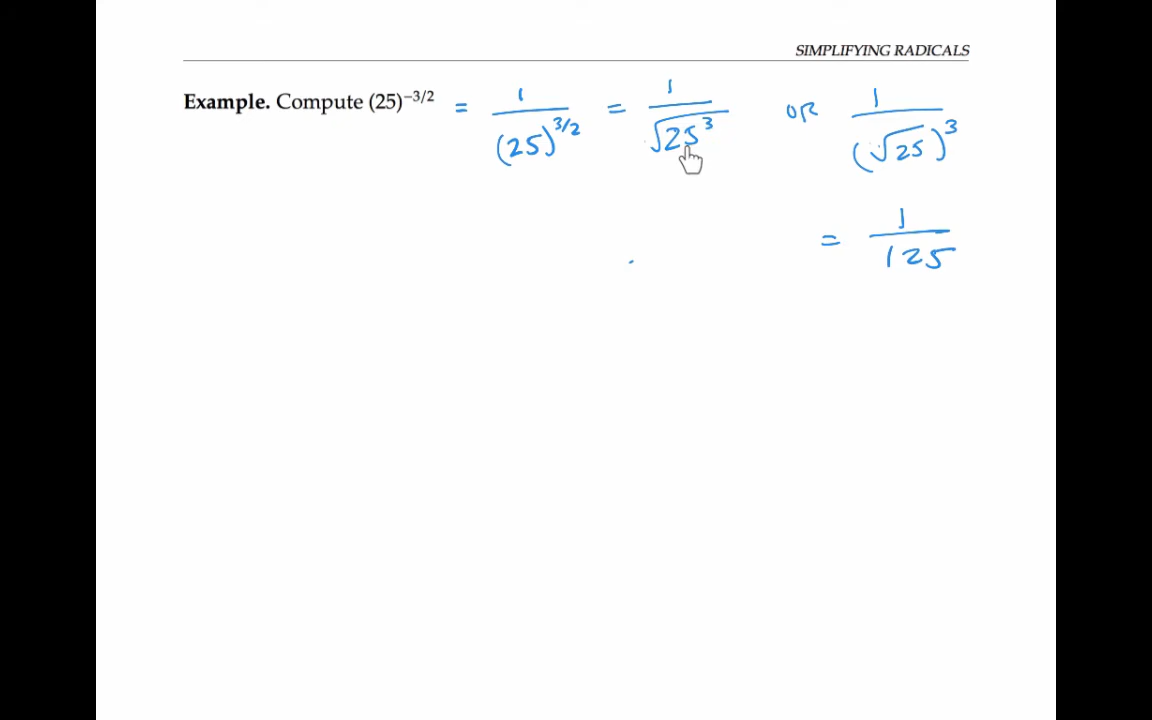 SIMPLIFYING RADICALS
Example. Compute (25)^{-3/2} = 1/(25)^{3/2} = 1/√25^3 OR 1/(√25)^3
= 1/125